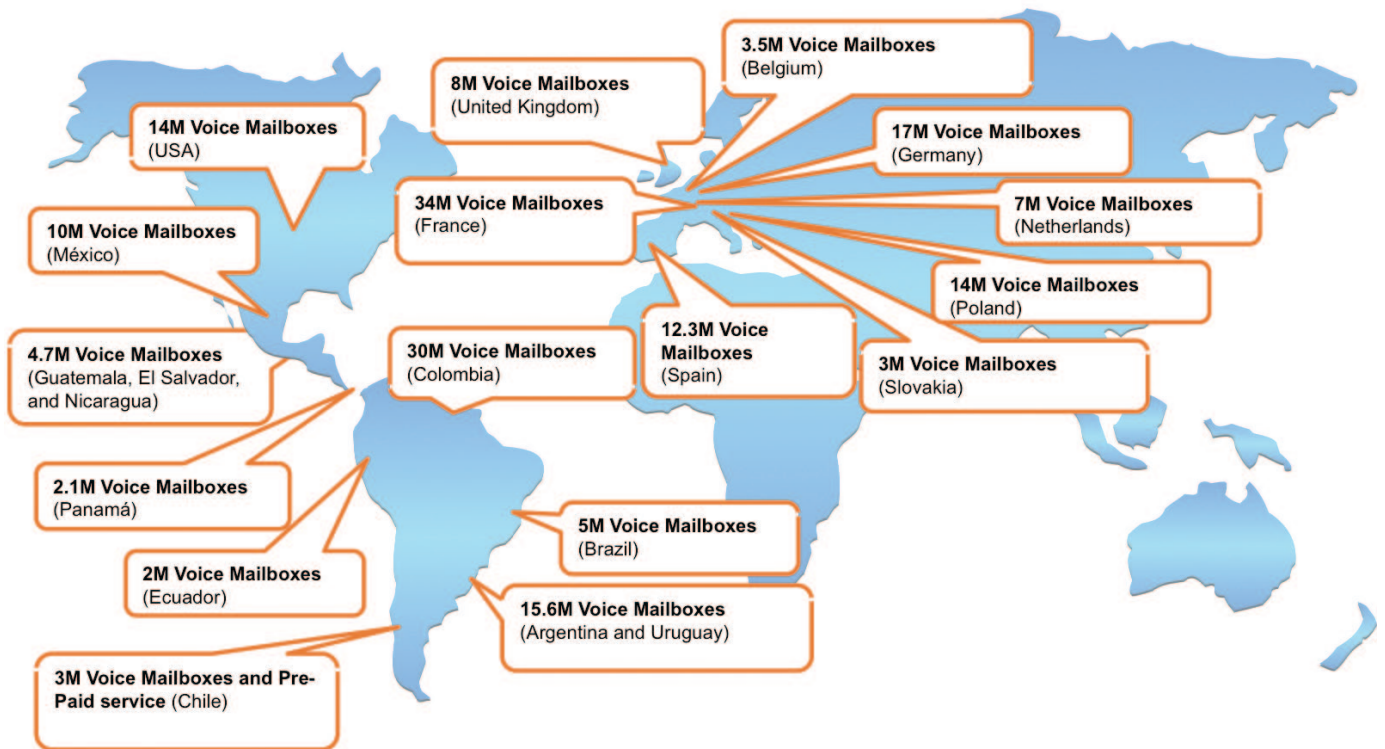 3.5M Voice Mailboxes
(Belgium)
8M Voice Mailboxes
(United Kingdom)
14M Voice Mailboxes
(USA)
17M Voice Mailboxes
(Germany)
34M Voice Mailboxes
(France)
7M Voice Mailboxes
(Netherlands)
10M Voice Mailboxes
(México)
14M Voice Mailboxes
(Poland)
12.3M Voice
Mailboxes
(Spain)
4.7M Voice Mailboxes
(Guatemala, El Salvador,
and Nicaragua)
30M Voice Mailboxes
(Colombia)
3M Voice Mailboxes
(Slovakia)
2.1M Voice Mailboxes
(Panamá)
5M Voice Mailboxes
(Brazil)
2M Voice Mailboxes
(Ecuador)
15.6M Voice Mailboxes
(Argentina and Uruguay)
3M Voice Mailboxes and Pre-
Paid service (Chile)